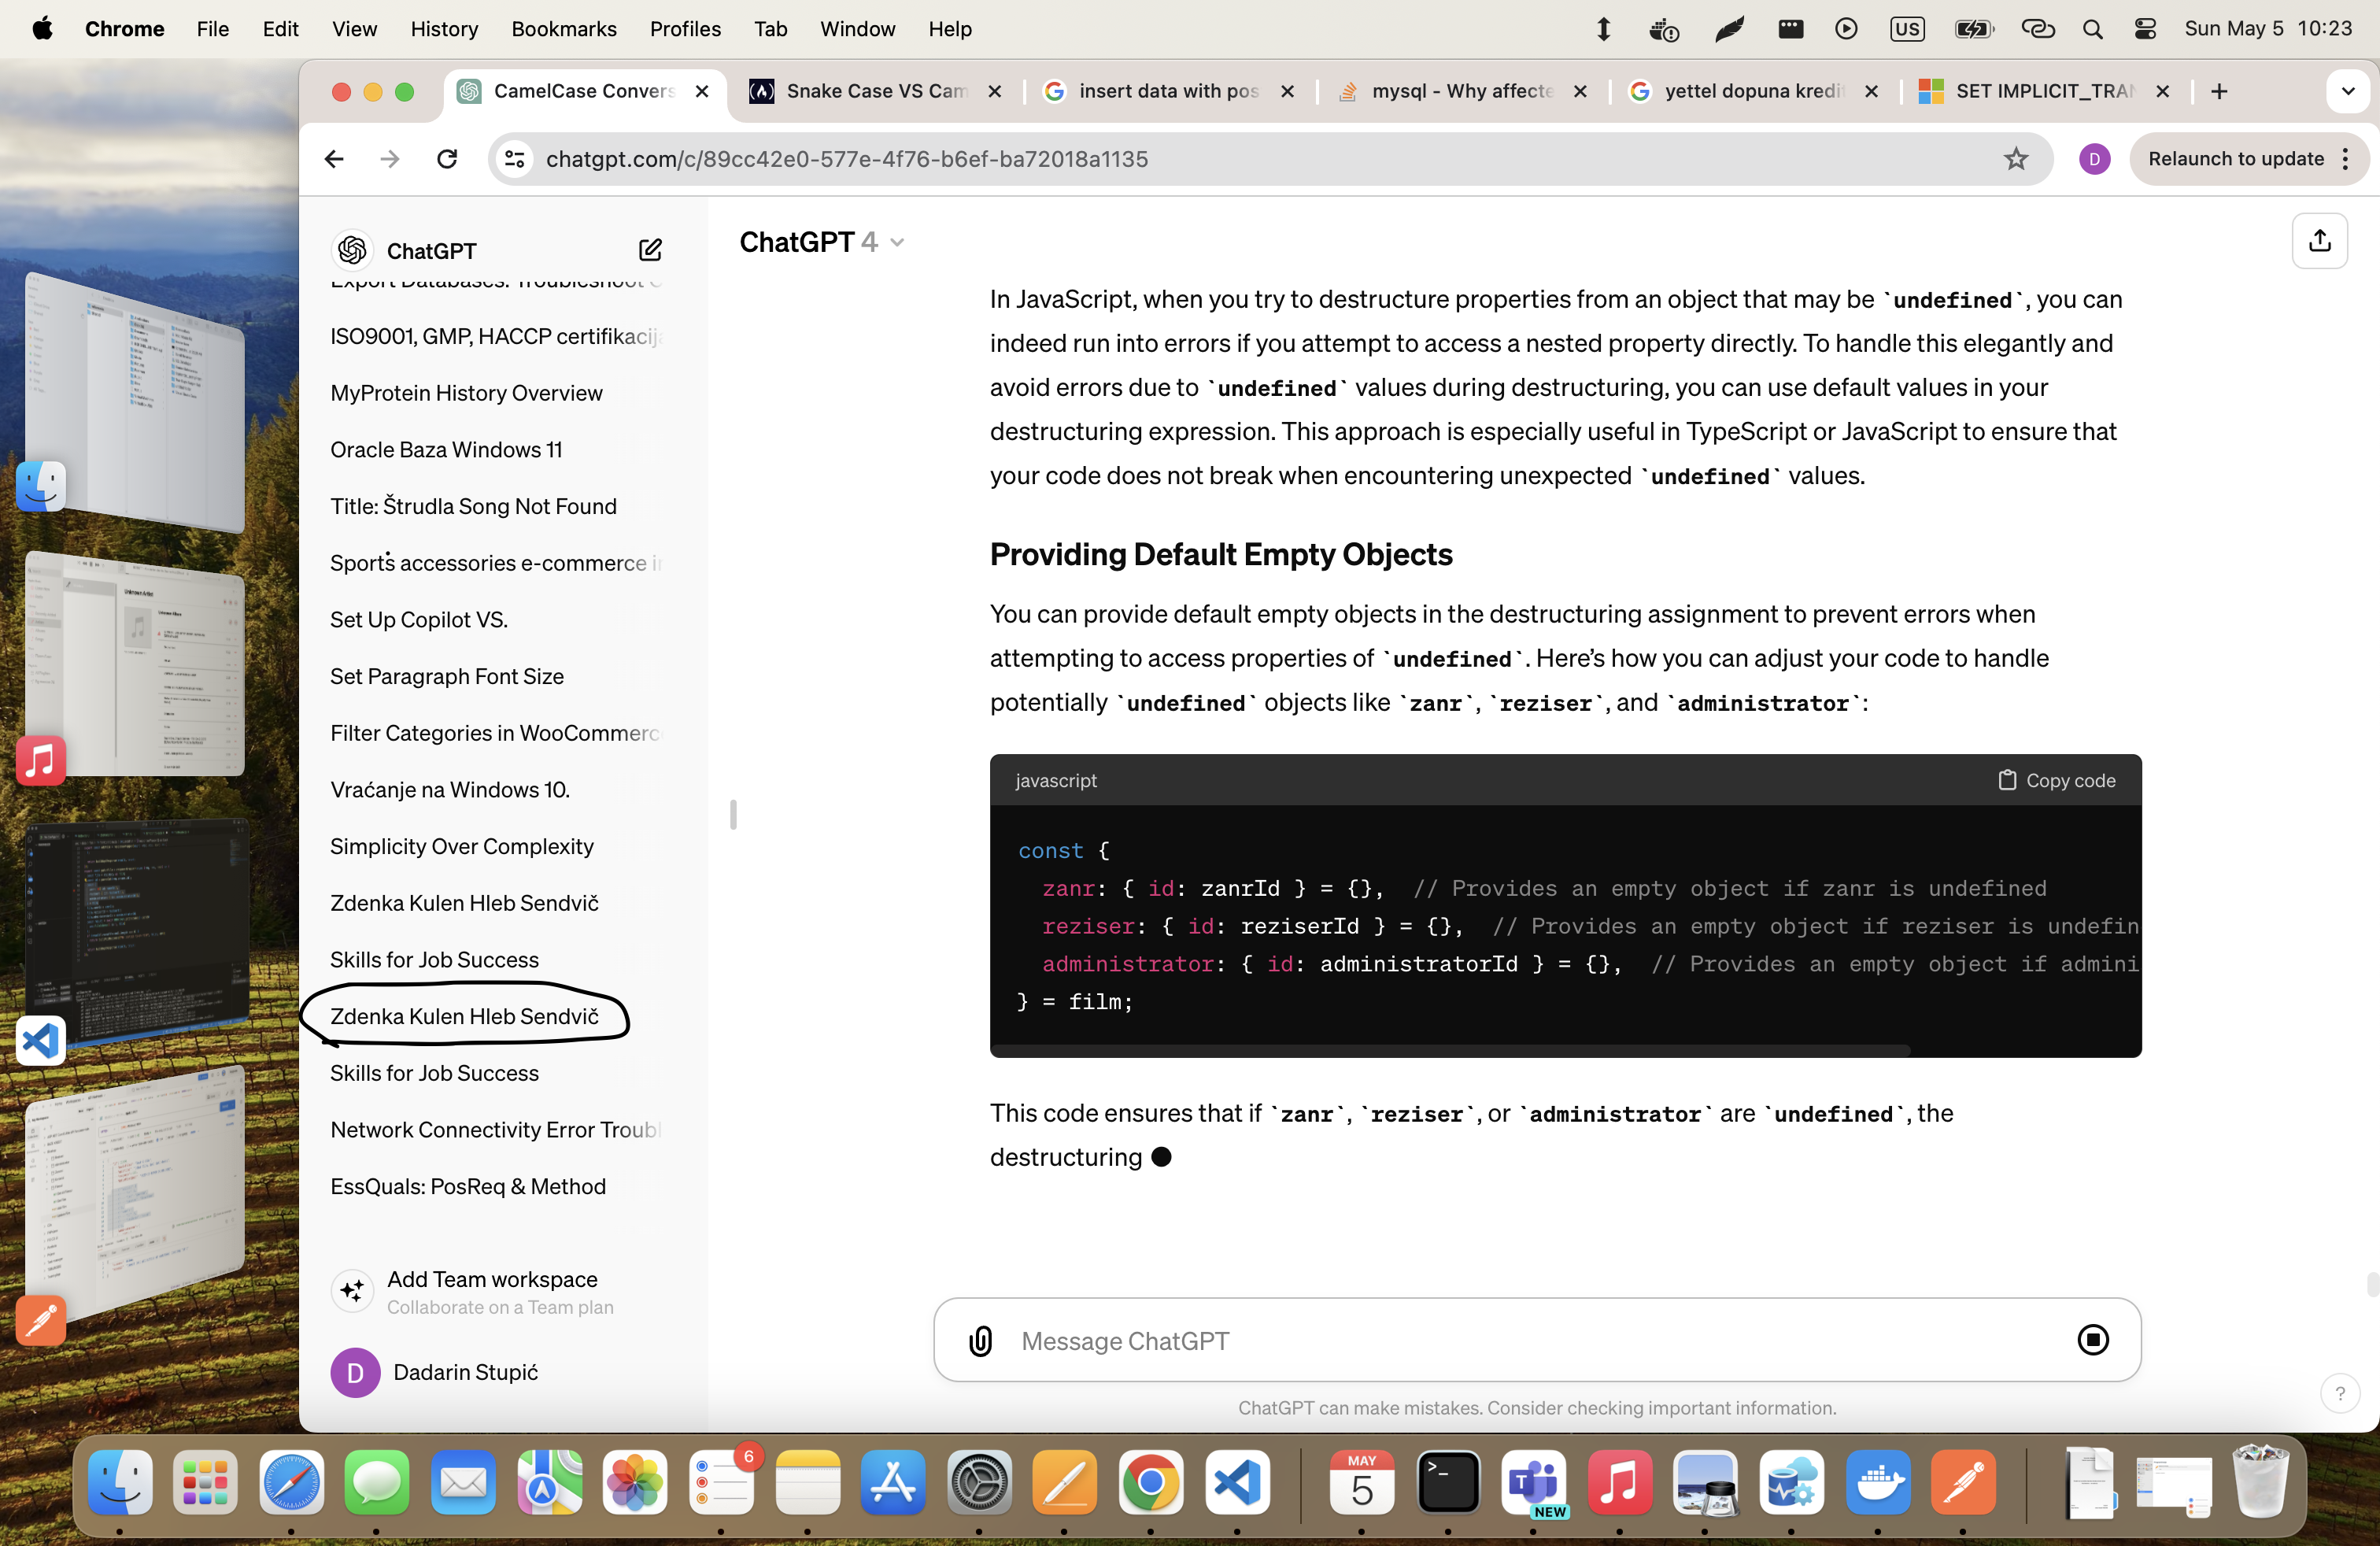 Chrome File Edit View History Bookmarks Profiles Tab Window Help US Sun May 5 10:23
CamelCase Convers Snake Case VS Cam insert data with pos mysql - Why affecte yettel dopuna kredi SET IMPLICIT_TRAN
chatgpt.com/c/89cc42e0-577e-4f76-b6ef-ba72018a1135 D Relaunch to update
ChatGPT
Export Databases: Troubleshoot
ISO9001, GMP, HACCP certifikacija
MyProtein History Overview
Oracle Baza Windows 11
Title: Štrudla Song Not Found
Sports accessories e-commerce
Set Up Copilot VS.
Set Paragraph Font Size
Filter Categories in WooCommerc
Vraćanje na Windows 10.
Simplicity Over Complexity
Zdenka Kulen Hleb Sendvič
Skills for Job Success
Zdenka Kulen Hleb Sendvič
Skills for Job Success
Network Connectivity Error Troubl
EssQuals: PosReq & Method
Add Team workspace
Collaborate on a Team plan
D Dadarin Stupić
ChatGPT 4
In JavaScript, when you try to destructure properties from an object that may be `undefined`, you can
indeed run into errors if you attempt to access a nested property directly. To handle this elegantly and
avoid errors due to `undefined` values during destructuring, you can use default values in your
destructuring expression. This approach is especially useful in TypeScript or JavaScript to ensure that
your code does not break when encountering unexpected `undefined` values.
Providing Default Empty Objects
You can provide default empty objects in the destructuring assignment to prevent errors when
attempting to access properties of `undefined`. Here’s how you can adjust your code to handle
potentially `undefined` objects like `zanr`, `reziser`, and `administrator`:
javascript Copy code
const {
zanr: { id: zanrId } = {}, // Provides an empty object if zanr is undefined
reziser: { id: reziserId } = {}, // Provides an empty object if reziser is undefin
administrator: { id: administratorId } = {}, // Provides an empty object if admini
} = film;
This code ensures that if `zanr`, `reziser`, or `administrator` are `undefined`, the
destructuring
Message ChatGPT
ChatGPT can make mistakes. Consider checking important information.
?
6
MAY
5
>_
T
NEW